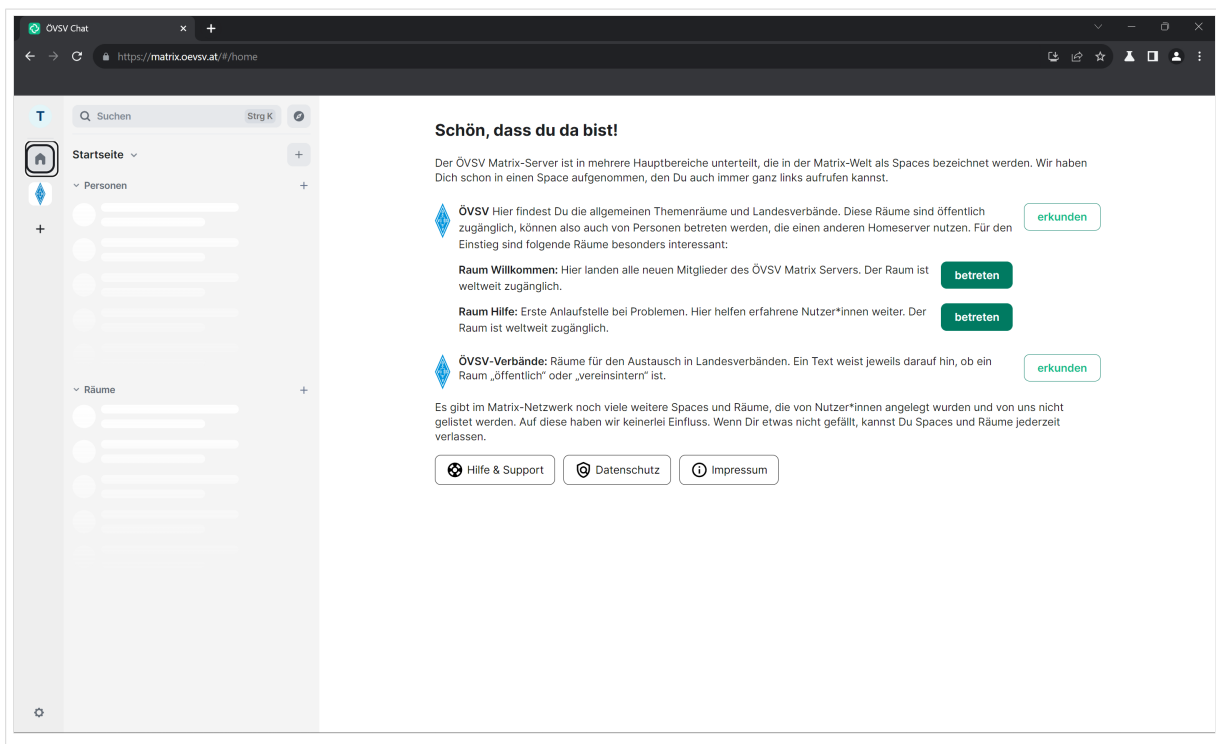 ÖVSV Chat
https://matrix.oevsv.at/#/home
T
Suchen Strg K
Startseite
Personen
Räume
Schön, dass du da bist!
Der ÖVSV Matrix-Server ist in mehrere Hauptbereiche unterteilt, die in der Matrix-Welt als Spaces bezeichnet werden. Wir haben
Dich schon in einen Space aufgenommen, den Du auch immer ganz links aufrufen kannst.
ÖVSV Hier findest Du die allgemeinen Themenräume und Landesverbände. Diese Räume sind öffentlich
zugänglich, können also auch von Personen betreten werden, die einen anderen Homeserver nutzen. Für den
Einstieg sind folgende Räume besonders interessant:
erkunden
Raum Willkommen: Hier landen alle neuen Mitglieder des ÖVSV Matrix Servers. Der Raum ist
weltweit zugänglich.
betreten
Raum Hilfe: Erste Anlaufstelle bei Problemen. Hier helfen erfahrene Nutzer*innen weiter. Der
Raum ist weltweit zugänglich.
betreten
ÖVSV-Verbände: Räume für den Austausch in Landesverbänden. Ein Text weist jeweils darauf hin, ob ein
Raum „öffentlich“ oder „vereinsintern“ ist.
erkunden
Es gibt im Matrix-Netzwerk noch viele weitere Spaces und Räume, die von Nutzer*innen angelegt wurden und von uns nicht
gelistet werden. Auf diese haben wir keinerlei Einfluss. Wenn Dir etwas nicht gefällt, kannst Du Spaces und Räume jederzeit
verlassen.
Hilfe & Support
Datenschutz
Impressum